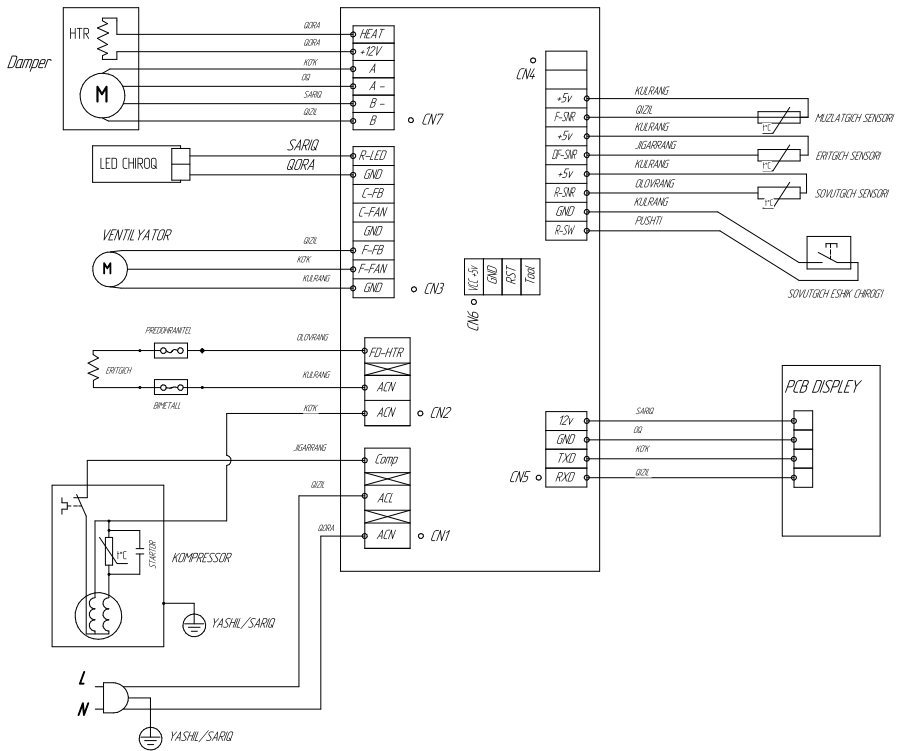 Damper
HTR
M
QORA
QORA
KO'K
OQ
SARIQ
QIZIL
HEAT
+12V
A
A -
B -
B
CN7
LED CHIROQ
SARIQ
QORA
R-LED
GND
C-FB
C-FAN
GND
F-FB
F-FAN
GND
CN3
VENTILYATOR
M
QIZIL
KO'K
KULRANG
PREDOHRANITEL
ERITGICH
BIMETALL
OLOVRANG
KULRANG
KO'K
FD-HTR
ACN
ACN
CN2
JIGARRANG
QIZIL
QORA
Comp
ACL
ACN
CN1
t°C
STARTOR
KOMPRESSOR
YASHIL/SARIQ
L
N
YASHIL/SARIQ
CN4
+5v
F-SNR
+5v
DF-SNR
+5v
R-SNR
GND
R-SW
KULRANG
QIZIL
KULRANG
JIGARRANG
KULRANG
OLOVRANG
KULRANG
PUSHTI
t°C
MUZLATGICH SENSORI
t°C
ERITGICH SENSORI
t°C
SOVUTGICH SENSORI
SOVUTGICH ESHIK CHIROG'I
VCC +5v
GND
RST
Tool
CN6
12v
GND
TXD
RXD
CN5
SARIQ
OQ
KO'K
QIZIL
PCB DISPLEY